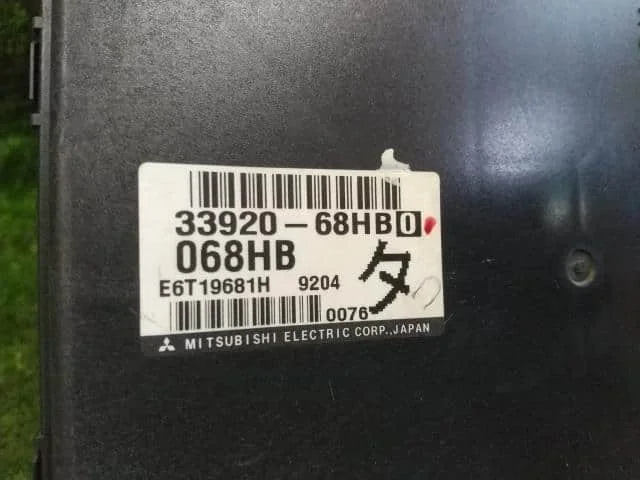 33920-68HB0
068HB
タ
E6T19681H 9204
0076
MITSUBISHI ELECTRIC CORP., JAPAN